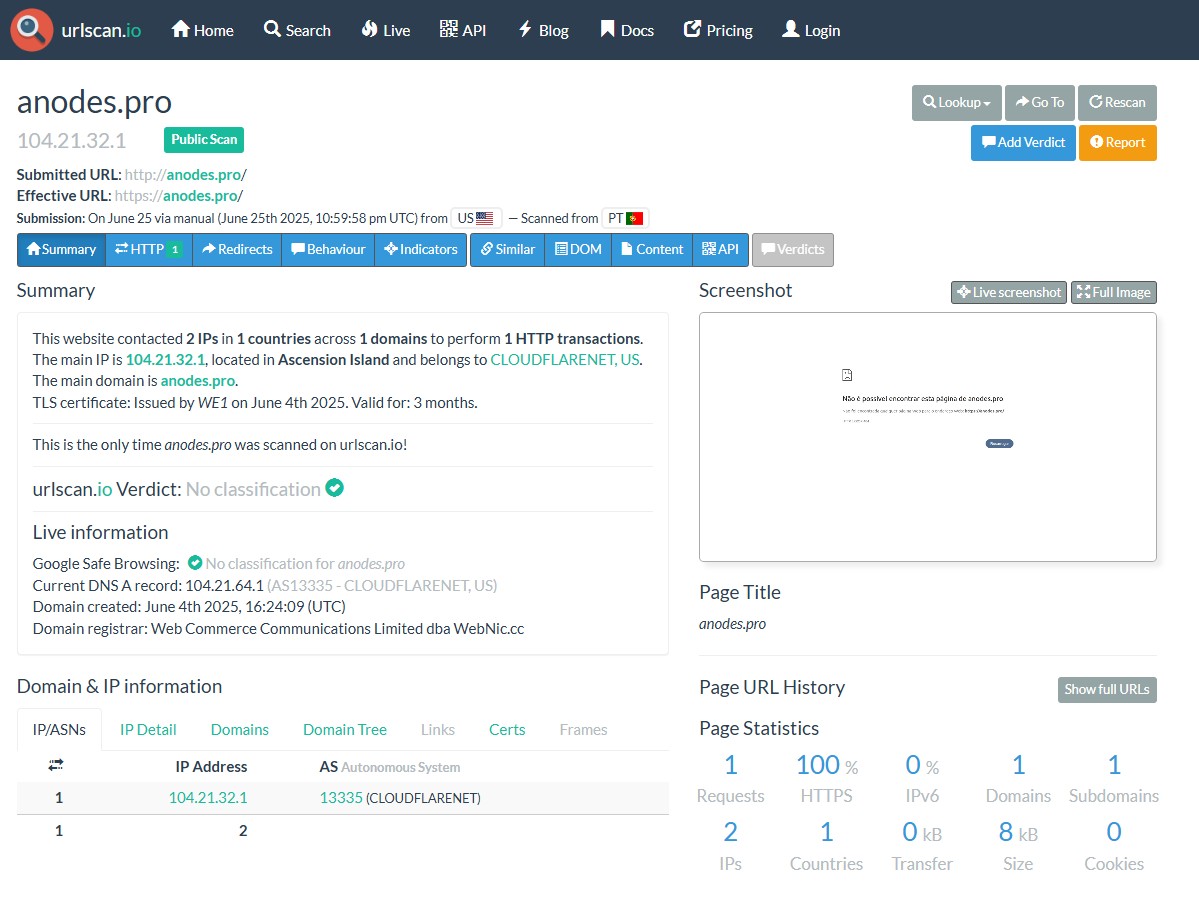 urlscan.io Home Search Live API Blog Docs Pricing Login
anodes.pro
Lookup Go To Rescan
104.21.32.1 Public Scan
Add Verdict Report
Submitted URL: http://anodes.pro/
Effective URL: https://anodes.pro/
Submission: On June 25 via manual (June 25th 2025, 10:59:58 pm UTC) from US — Scanned from PT
Summary HTTP 1 Redirects Behaviour Indicators Similar DOM Content API Verdicts
Summary
This website contacted 2 IPs in 1 countries across 1 domains to perform 1 HTTP transactions.
The main IP is 104.21.32.1, located in Ascension Island and belongs to CLOUDFLARENET, US.
The main domain is anodes.pro.
TLS certificate: Issued by WE1 on June 4th 2025. Valid for: 3 months.
This is the only time anodes.pro was scanned on urlscan.io!
urlscan.io Verdict: No classification
Live information
Google Safe Browsing: No classification for anodes.pro
Current DNS A record: 104.21.64.1 (AS13335 - CLOUDFLARENET, US)
Domain created: June 4th 2025, 16:24:09 (UTC)
Domain registrar: Web Commerce Communications Limited dba WebNic.cc
Domain & IP information
IP/ASNs IP Detail Domains Domain Tree Links Certs Frames
IP Address AS Autonomous System
1 104.21.32.1 13335 (CLOUDFLARENET)
1 2
Screenshot
Live screenshot Full Image
Não é possível encontrar esta página de anodes.pro
Page Title
anodes.pro
Page URL History
Show full URLs
Page Statistics
1 100 % 0 % 1 1
Requests HTTPS IPv6 Domains Subdomains
2 1 0 kB 8 kB 0
IPs Countries Transfer Size Cookies